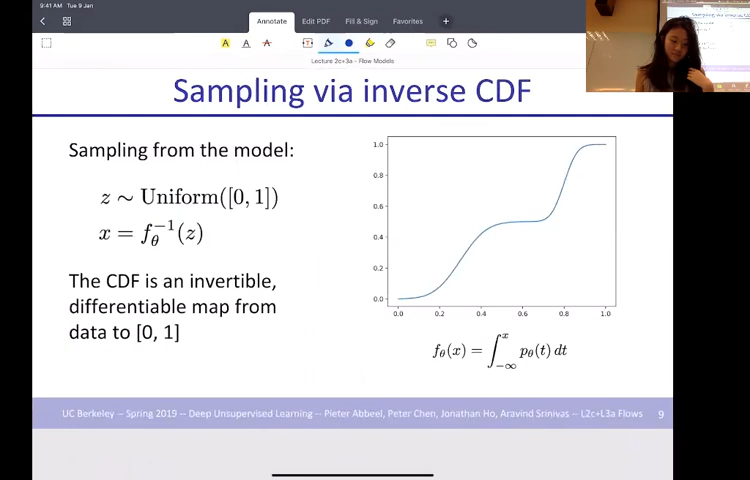 9:41 AM Tue 9 Jan
Annotate Edit PDF Fill & Sign Favorites +
Lecture 2c+3a - Flow Models
Sampling via inverse CDF
Sampling from the model:
z ∼ Uniform([0, 1])
x = f_θ^{-1}(z)
The CDF is an invertible,
differentiable map from
data to [0, 1]
1.0
0.8
0.6
0.4
0.2
0.0
0.0 0.2 0.4 0.6 0.8 1.0
f_θ(x) = ∫_{-∞}^{x} p_θ(t) dt
UC Berkeley -- Spring 2019 -- Deep Unsupervised Learning -- Pieter Abbeel, Peter Chen, Jonathan Ho, Aravind Srinivas -- L2c+L3a Flows 9